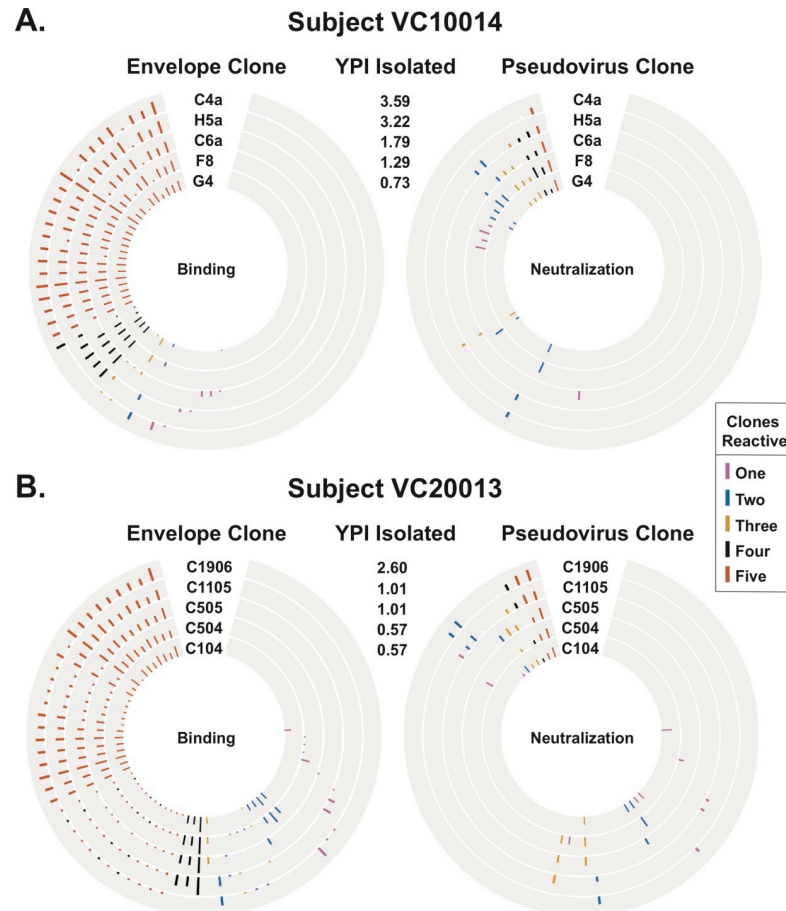 A.
Subject VC10014
Envelope Clone YPI Isolated Pseudovirus Clone
C4a 3.59 C4a
H5a 3.22 H5a
C6a 1.79 C6a
F8 1.29 F8
G4 0.73 G4
Binding Neutralization
Clones
Reactive
One
Two
Three
Four
Five
B.
Subject VC20013
Envelope Clone YPI Isolated Pseudovirus Clone
C1906 2.60 C1906
C1105 1.01 C1105
C505 1.01 C505
C504 0.57 C504
C104 0.57 C104
Binding Neutralization